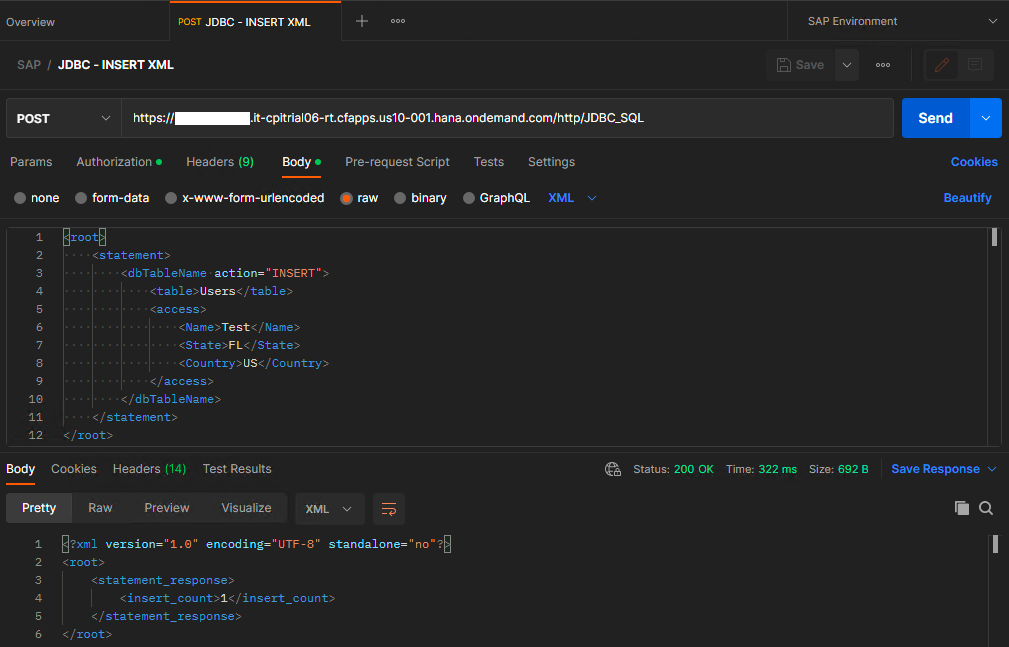 Overview
POST JDBC - INSERT XML
SAP Environment
SAP / JDBC - INSERT XML
Save
POST
https://.it-cpitrial06-rt.cfapps.us10-001.hana.ondemand.com/http/JDBC_SQL
Send
Params Authorization Headers (9) Body Pre-request Script Tests Settings Cookies
none form-data x-www-form-urlencoded raw binary GraphQL XML Beautify
1 <root>
2 <statement>
3 <dbTableName action="INSERT">
4 <table>Users</table>
5 <access>
6 <Name>Test</Name>
7 <State>FL</State>
8 <Country>US</Country>
9 </access>
10 </dbTableName>
11 </statement>
12 </root>
Body Cookies Headers (14) Test Results Status: 200 OK Time: 322 ms Size: 692 B Save Response
Pretty Raw Preview Visualize XML
1 <?xml version="1.0" encoding="UTF-8" standalone="no"?>
2 <root>
3 <statement_response>
4 <insert_count>1</insert_count>
5 </statement_response>
6 </root>